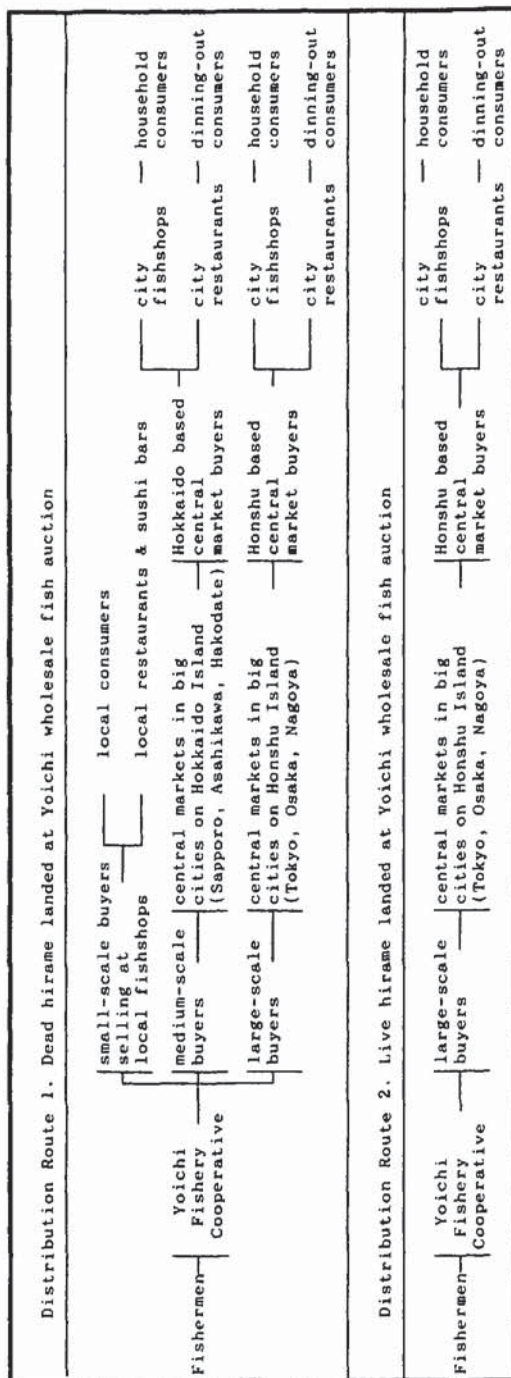 Distribution Route 1. Dead hirame landed at Yoichi wholesale fish auction
small-scale buyers
selling at
local fishshops
local consumers
local restaurants & sushi bars
Fishermen
Yoichi
Fishery
Cooperative
medium-scale
buyers
central markets in big
cities on Hokkaido Island
(Sapporo, Asahikawa, Hakodate)
Hokkaido based
central
market buyers
city
fishshops
household
consumers
city
restaurants
dinning-out
consumers
large-scale
buyers
central markets in big
cities on Honshu Island
(Tokyo, Osaka, Nagoya)
Honshu based
central
market buyers
city
fishshops
household
consumers
city
restaurants
dinning-out
consumers
Distribution Route 2. Live hirame landed at Yoichi wholesale fish auction
Fishermen
Yoichi
Fishery
Cooperative
large-scale
buyers
central markets in big
cities on Honshu Island
(Tokyo, Osaka, Nagoya)
Honshu based
central
market buyers
city
fishshops
household
consumers
city
restaurants
dinning-out
consumers